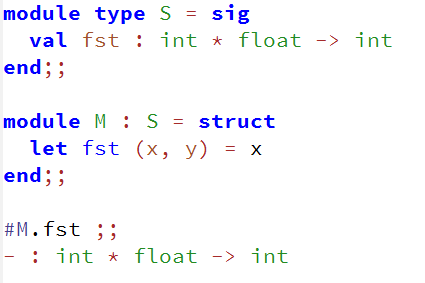 module type S = sig
  val fst : int * float -> int
end;;
module M : S = struct
  let fst (x, y) = x
end;;
#M.fst ;;
- : int * float -> int